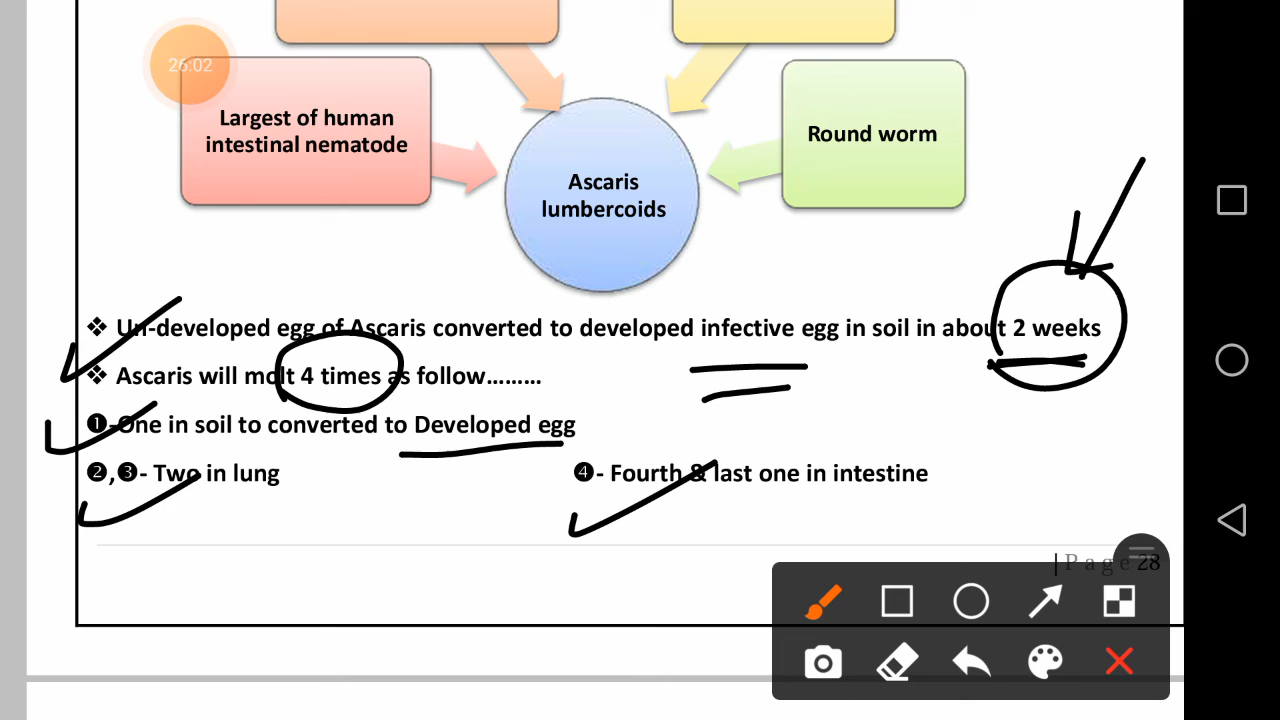 26.02
Largest of human
intestinal nematode
Round worm
Ascaris
lumbercoids
❖ Un-developed egg of Ascaris converted to developed infective egg in soil in about 2 weeks
❖ Ascaris will molt 4 times as follow………
❶-One in soil to converted to Developed egg
❷,❸- Two in lung
❹- Fourth & last one in intestine
| Page 28